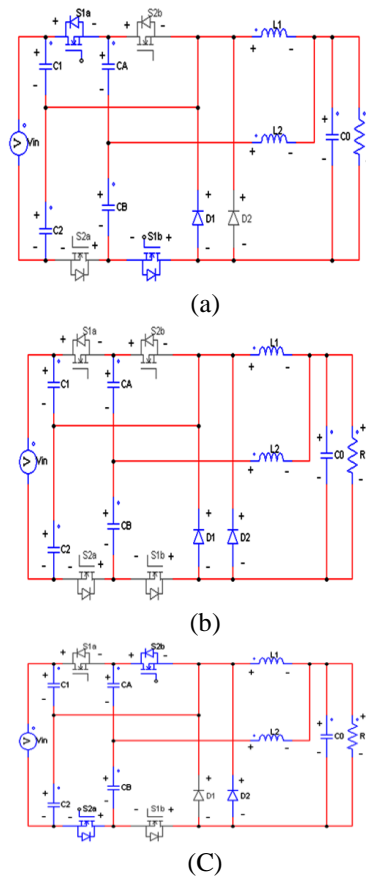 S1a S2b L1
+ - + - + -
+ C1 + CA
- -
L2
+ -
V Vin
+ C0
-
+ C2 + CB
- -
+ D1 + D2
- -
S2a S1b
- + - +
(a)
S1a S2b L1
+ - + - + -
+ C1 + CA
- -
L2
+ -
V Vin
+ C0 + R
- -
+ C2 + CB
- -
+ D1 + D2
- -
S2a S1b
- + - +
(b)
S1a S2b L1
+ - + - + -
+ C1 + CA
- -
L2
+ -
V Vin
+ C0 + R
- -
+ C2 + CB
- -
+ D1 + D2
- -
S2a S1b
- + - +
(C)